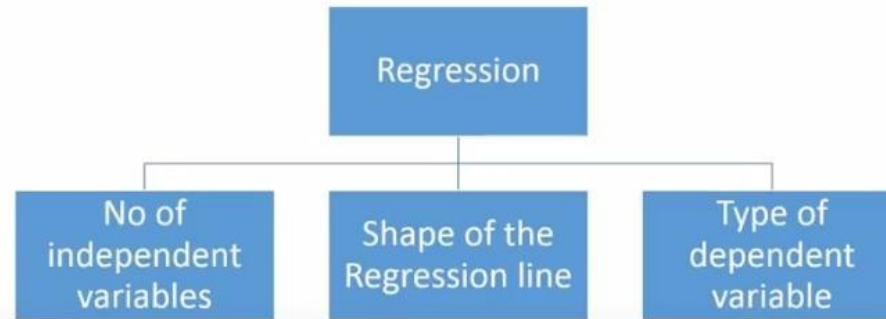 Regression
No of
independent
variables
Shape of the
Regression line
Type of
dependent
variable